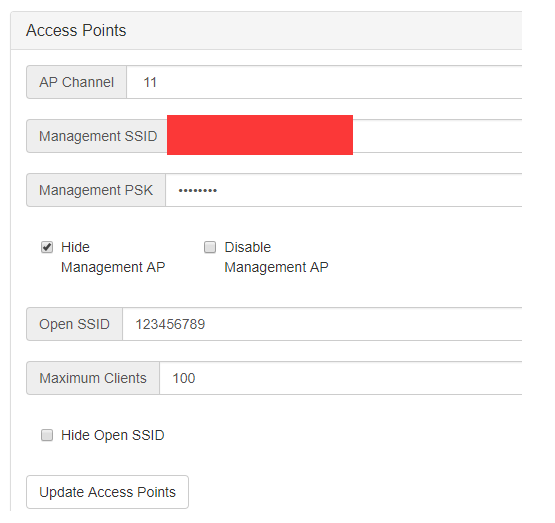 Access Points
AP Channel 11
Management SSID
Management PSK ••••••••
Hide Disable
Management AP Management AP
Open SSID 123456789
Maximum Clients 100
Hide Open SSID
Update Access Points